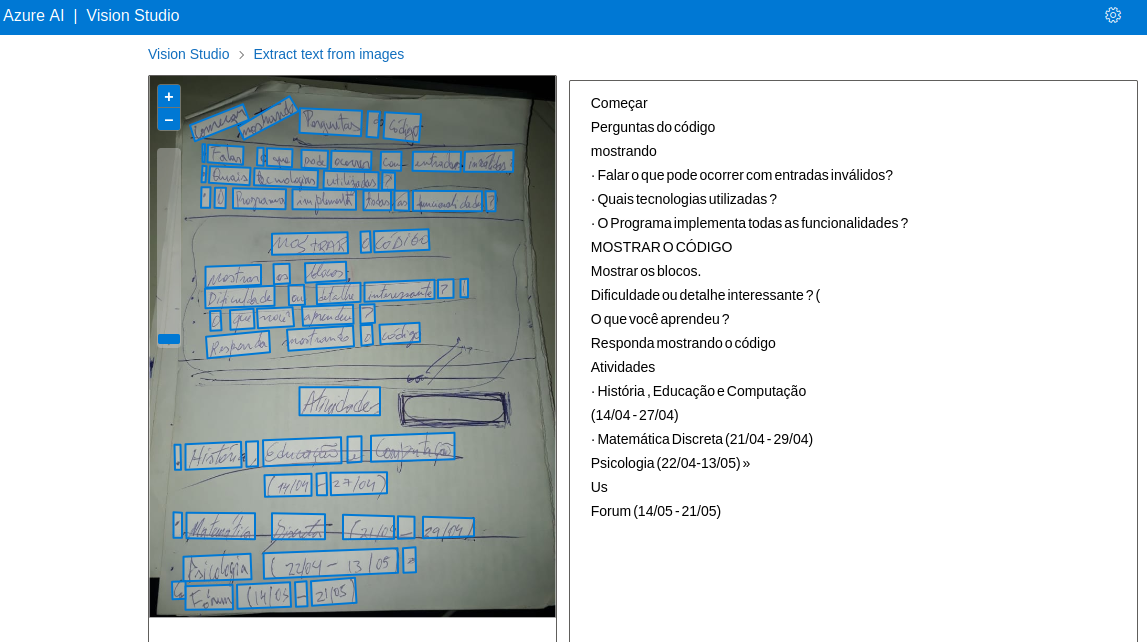 Azure AI | Vision Studio
Vision Studio > Extract text from images
+
−
Começar mostrando Perguntas o código
· Falar o que pode ocorrer com entradas inválidas?
· Quais tecnologias utilizadas ?
· O Programa implementa todas as funcionalidades ?
MOSTRAR O CÓDIGO
Mostrar os blocos.
Dificuldade ou detalhe interessante ?
O que você aprendeu ?
Responda mostrando o código
Atividades
· História, Educação e Computação
(14/04 - 27/04)
· Matemática Discreta (21/04 - 29/04)
Psicologia (22/04 - 13/05)
Fórum (14/05 - 21/05)
Começar
Perguntas do código
mostrando
· Falar o que pode ocorrer com entradas inválidos?
· Quais tecnologias utilizadas ?
· O Programa implementa todas as funcionalidades ?
MOSTRAR O CÓDIGO
Mostrar os blocos.
Dificuldade ou detalhe interessante ? (
O que você aprendeu ?
Responda mostrando o código
Atividades
· História , Educação e Computação
(14/04 - 27/04)
· Matemática Discreta (21/04 - 29/04)
Psicologia (22/04-13/05) »
Us
Forum (14/05 - 21/05)